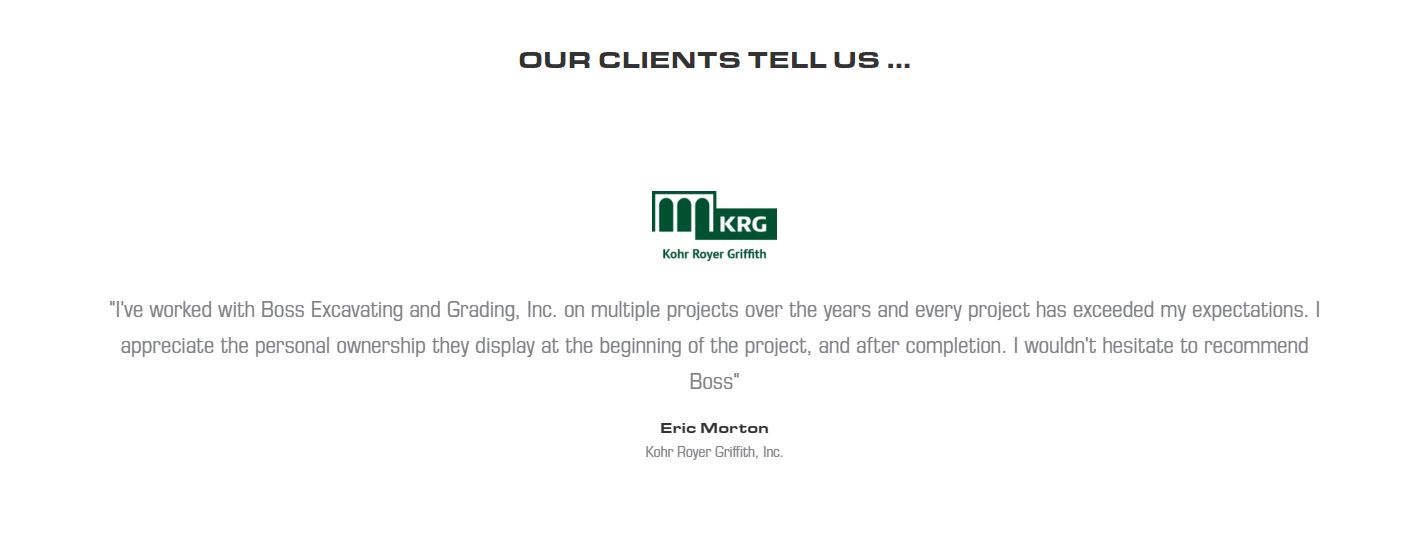 OUR CLIENTS TELL US ...
KRG
Kohr Royer Griffith
"I've worked with Boss Excavating and Grading, Inc. on multiple projects over the years and every project has exceeded my expectations. I
appreciate the personal ownership they display at the beginning of the project, and after completion. I wouldn't hesitate to recommend
Boss"
Eric Morton
Kohr Royer Griffith, Inc.